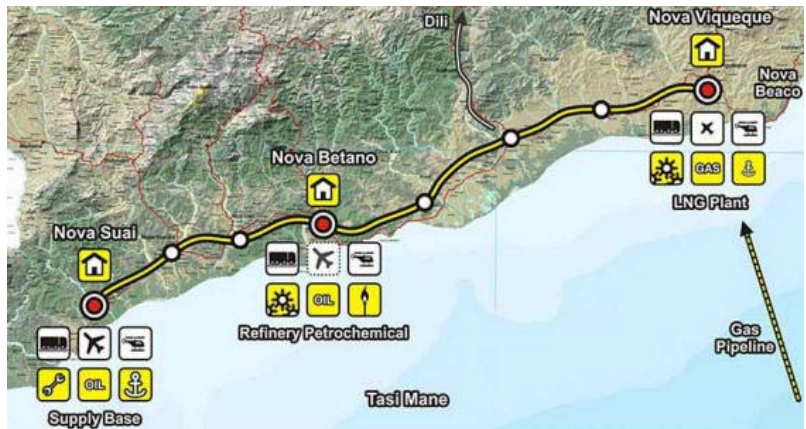 Dili
Nova Viqueque
Nova
Beaco
GAS
LNG Plant
Nova Betano
OIL
Refinery Petrochemical
Nova Suai
OIL
Supply Base
Gas
Pipeline
Tasi Mane